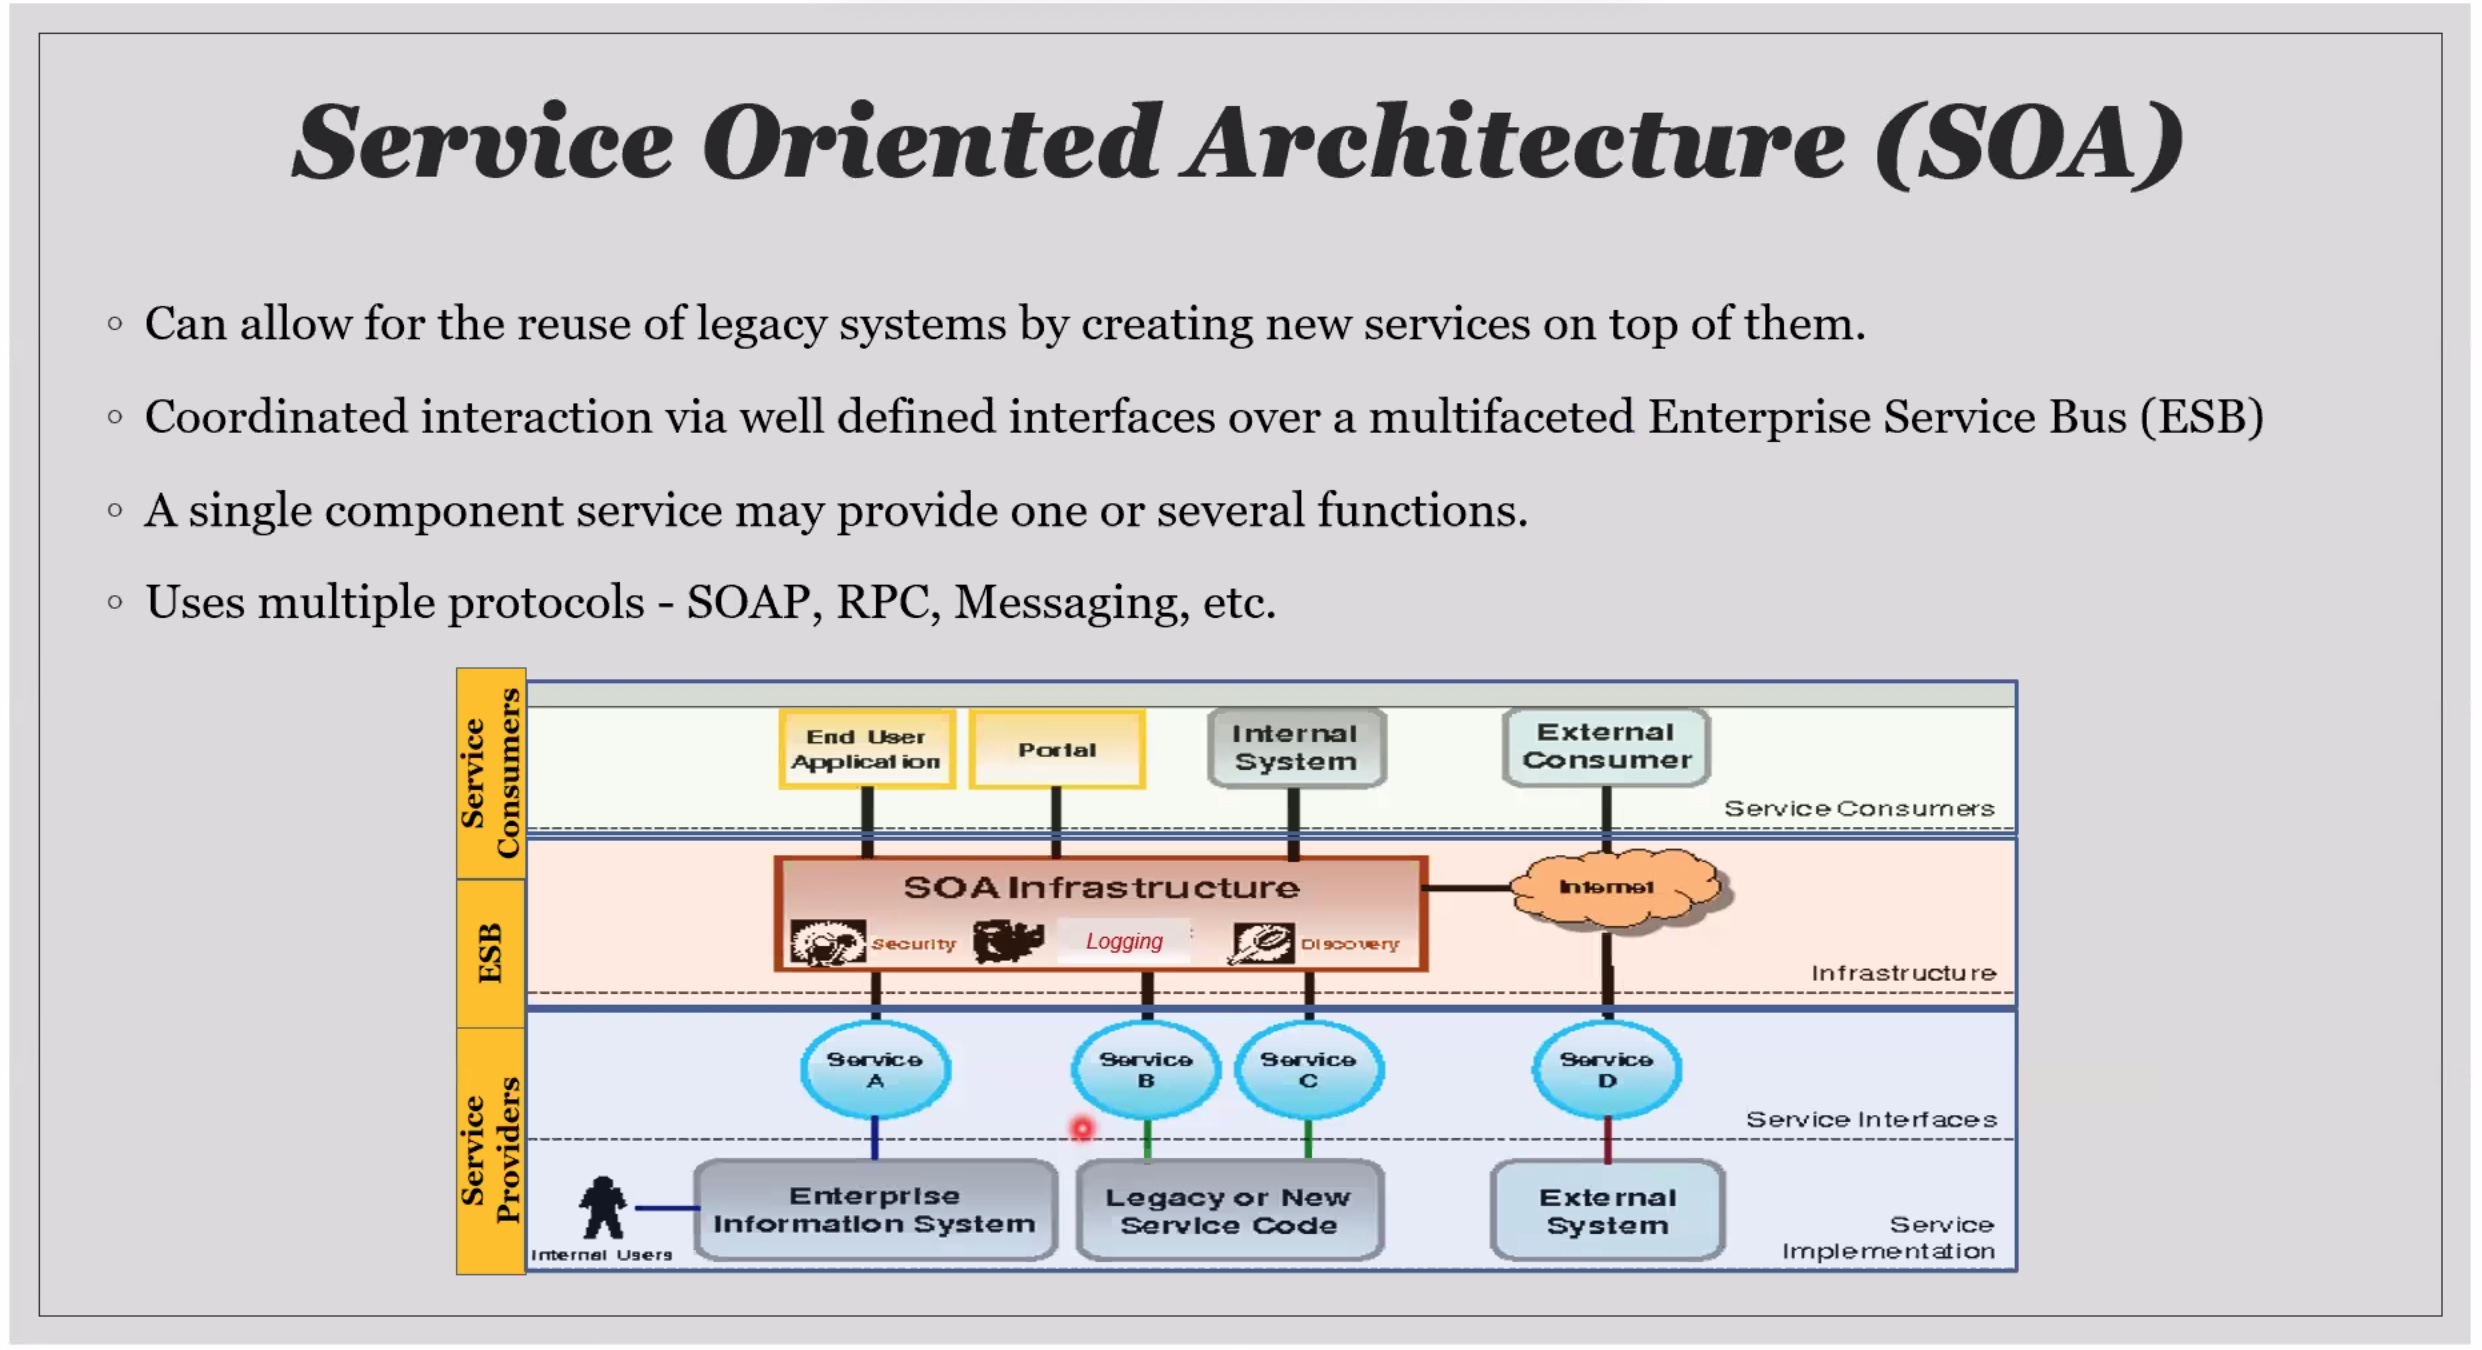 Service Oriented Architecture (SOA)
Can allow for the reuse of legacy systems by creating new services on top of them.
Coordinated interaction via well defined interfaces over a multifaceted Enterprise Service Bus (ESB)
A single component service may provide one or several functions.
Uses multiple protocols - SOAP, RPC, Messaging, etc.
Service
Consumers
End User
Application
Portal
Internal
System
External
Consumer
Service Consumers
ESB
SOA Infrastructure
Security
Logging
Discovery
Internet
Infrastructure
Service
Providers
Service
A
Service
B
Service
C
Service
D
Service Interfaces
Internal Users
Enterprise
Information System
Legacy or New
Service Code
External
System
Service
Implementation